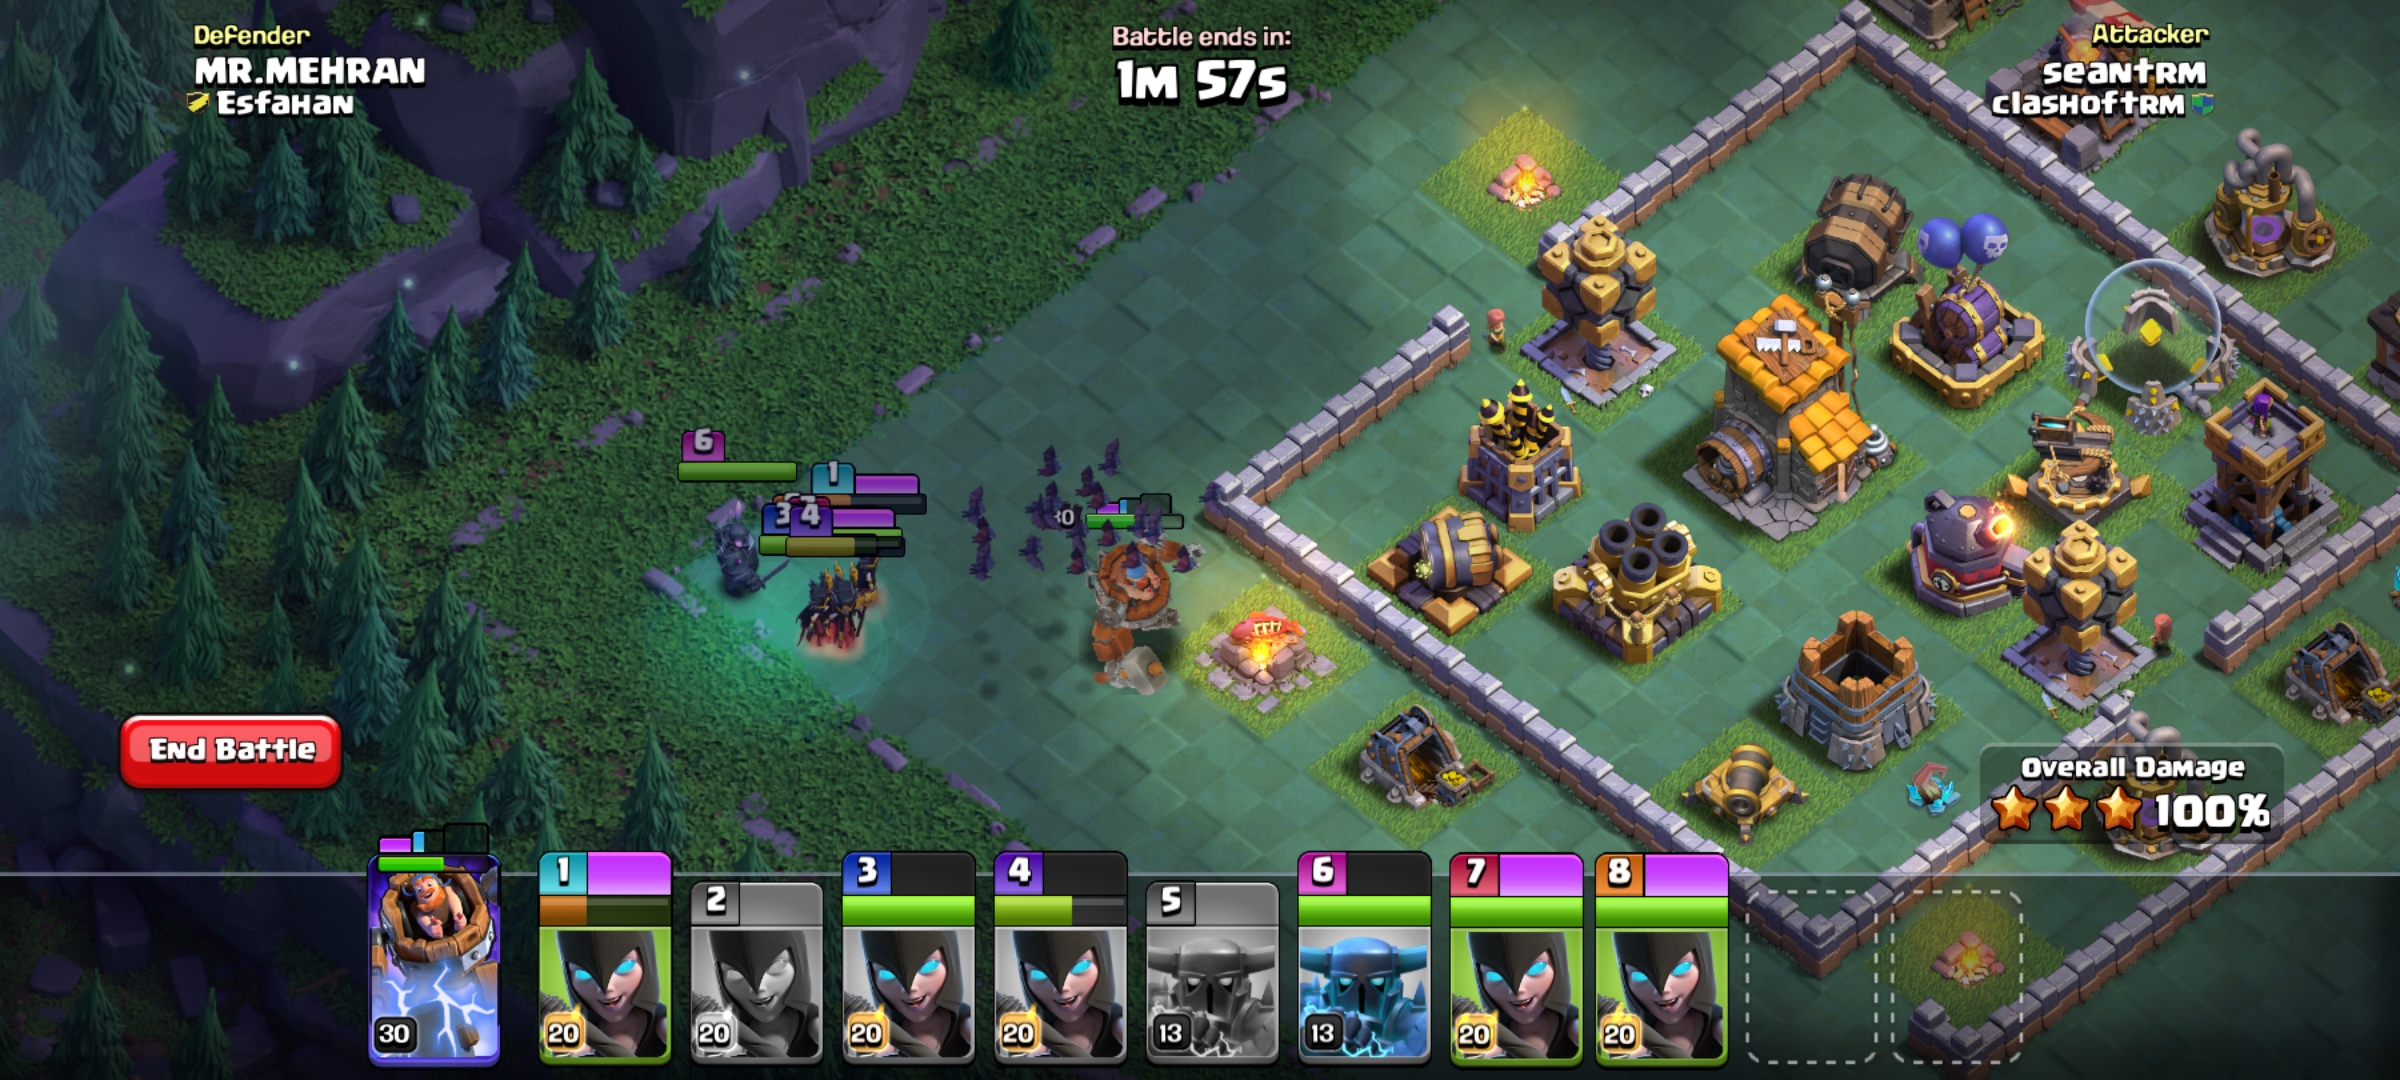 Defender
MR.MEHRAN
Esfahan
Battle ends in:
1M 57s
Attacker
seantRM
clashoftRM
6
1
3
4
30
End Battle
Overall Damage
100%
1
2
3
4
5
6
7
8
30
20
20
20
20
13
13
20
20